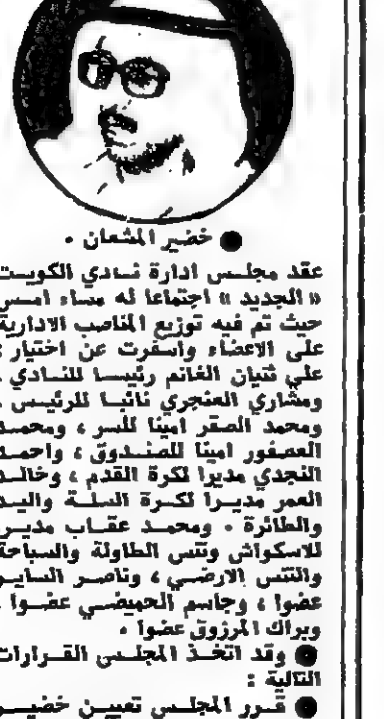 ● خضير المشعان .
عقد مجلس ادارة نادي الكويت
« الجديد » اجتماعا له مساء امس
حيث تم فيه توزيع المناصب الادارية
على الاعضاء واسفرت عن اختيار :
علي ثنيان الغانم رئيسا للنادي ،
ومشاري العنجري نائبا للرئيس ،
ومحمد الصقر امينا للسر ، ومحمد
العصفور امينا للصندوق ، واحمد
النجدي مديرا لكرة القدم ، وخالد
العمر مديرا لكرة السلة واليد
والطائرة . ومحمد عقاب مدير
للاسكواش وتنس الطاولة والسباحة
والتنس الارضي ، وناصر الساير
عضوا ، وجاسم الحميضي عضوا ،
وبراك المرزوق عضوا .
● وقد اتخذ المجلس القرارات
التالية :
● قرر المجلس تعيين خضير